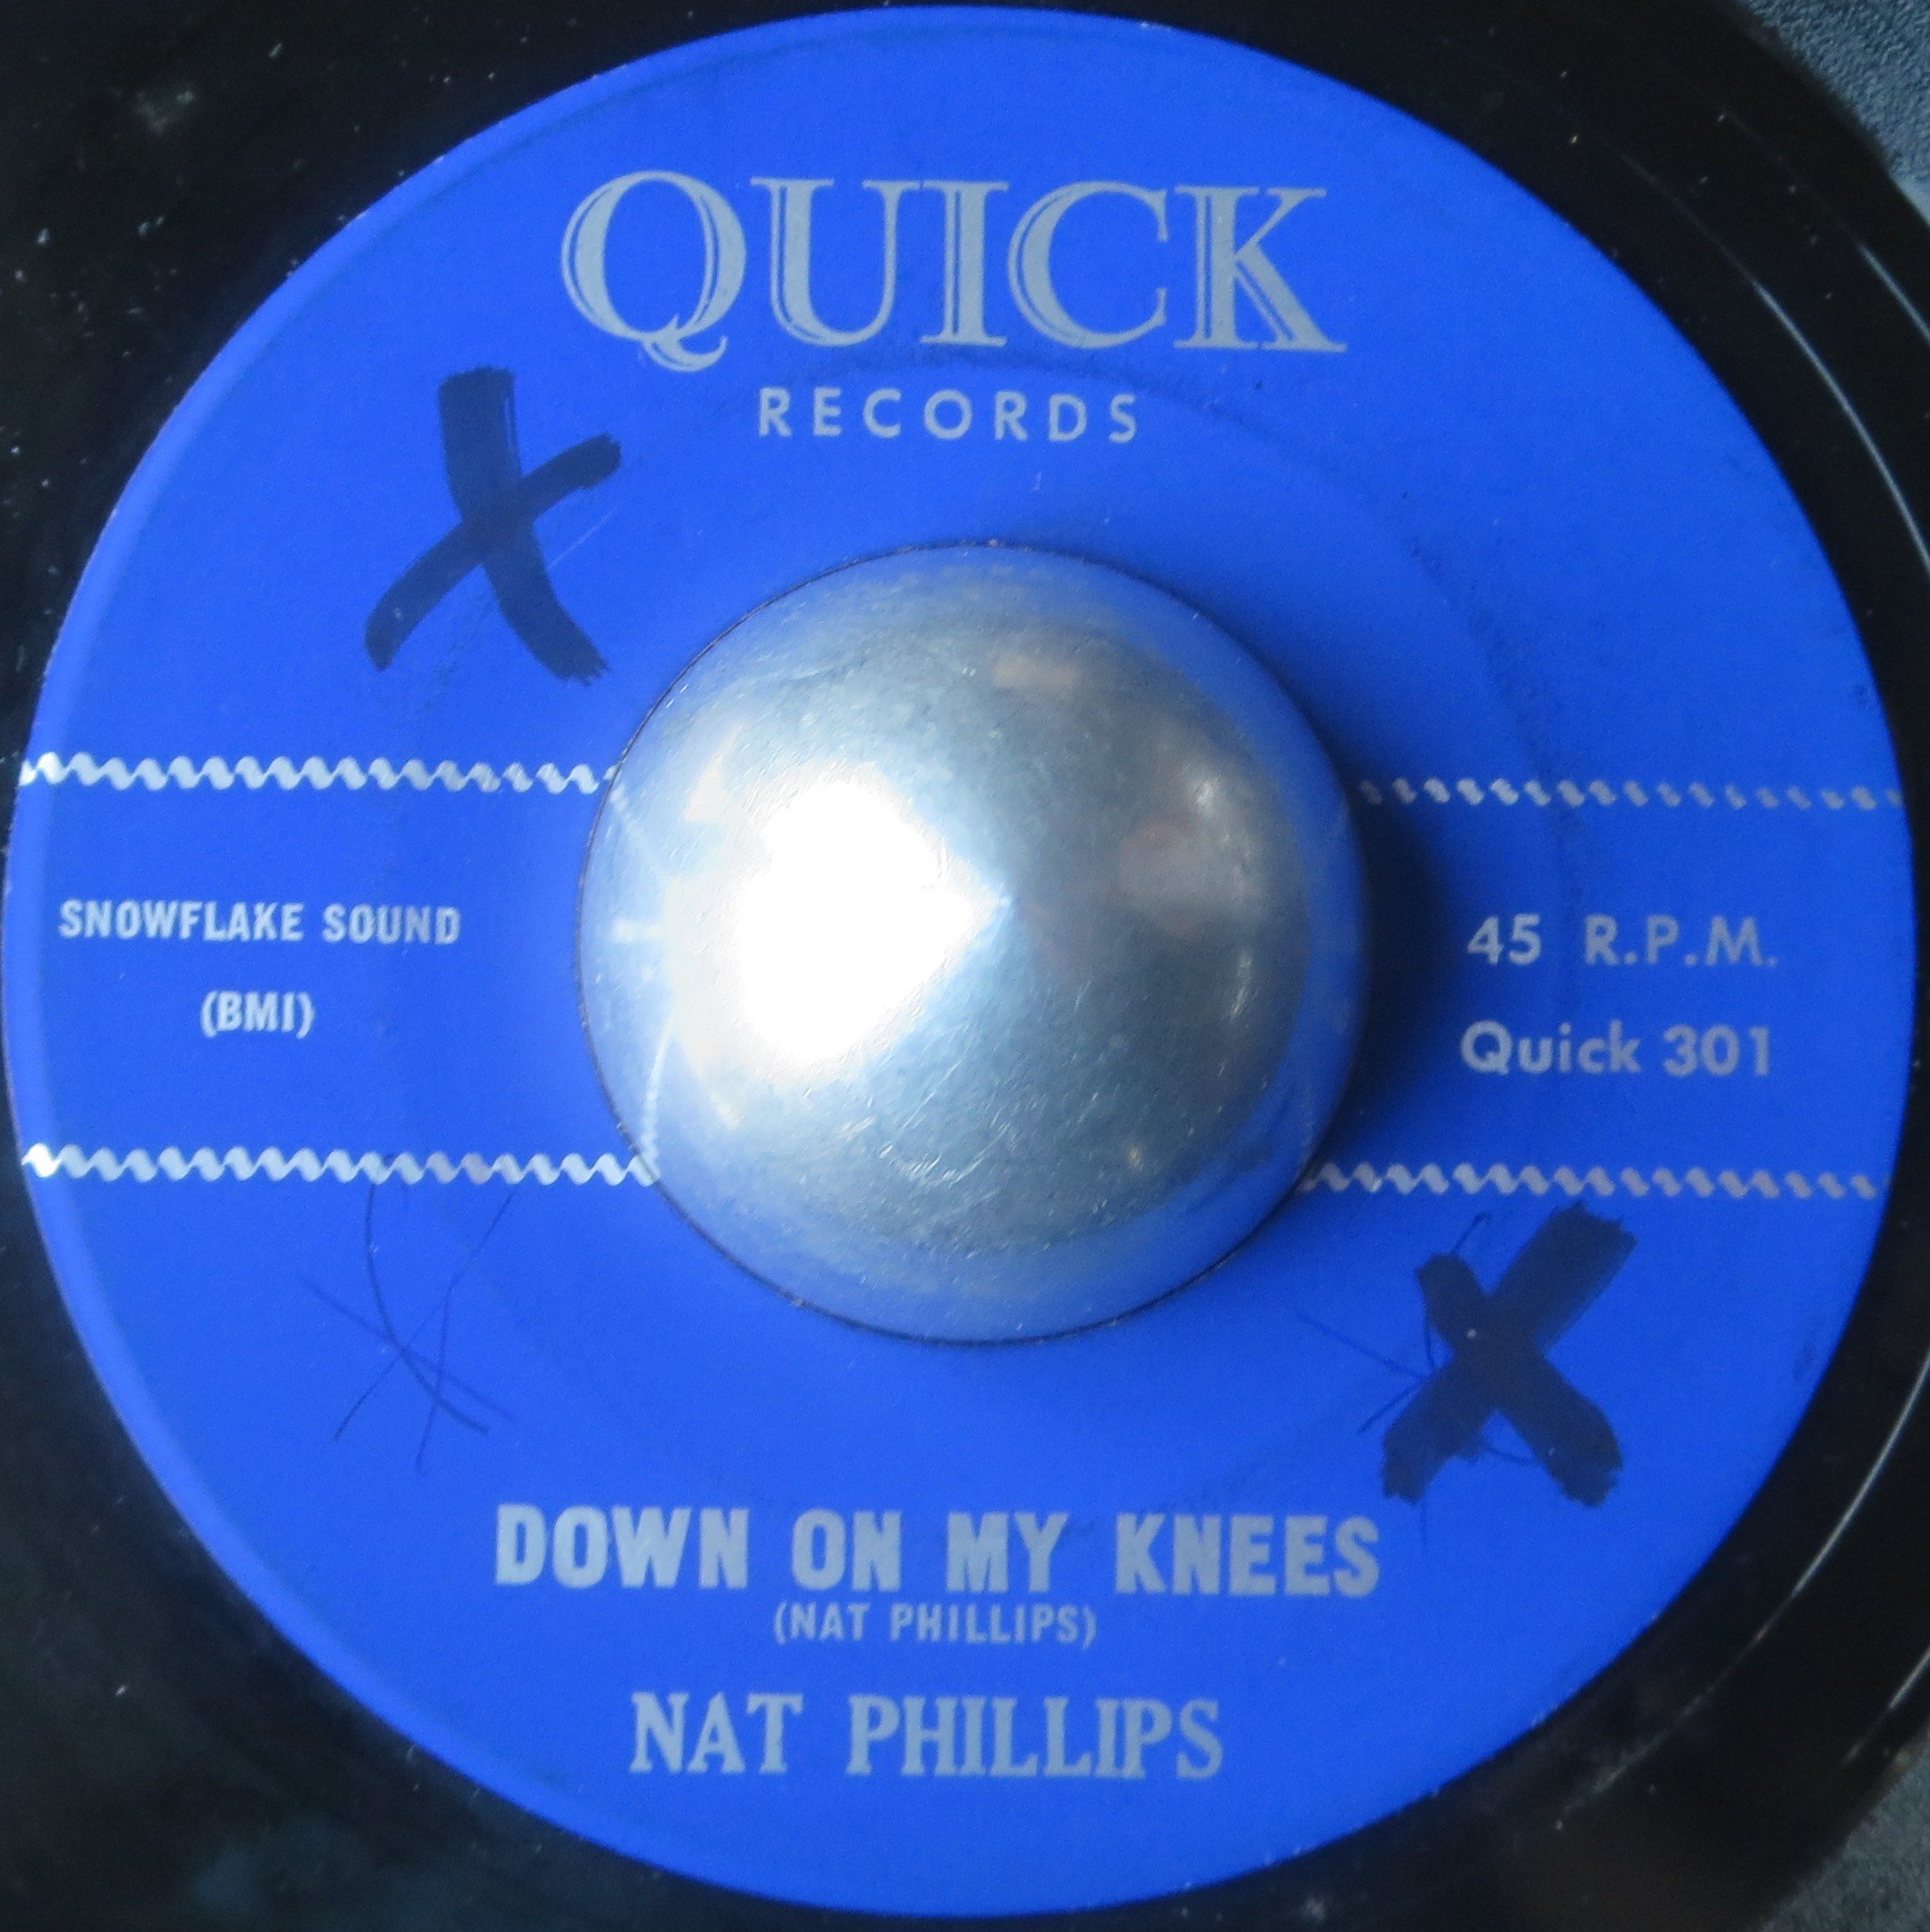 QUICK
RECORDS
SNOWFLAKE SOUND
(BMI)
45 R.P.M.
Quick 301
DOWN ON MY KNEES
(NAT PHILLIPS)
NAT PHILLIPS